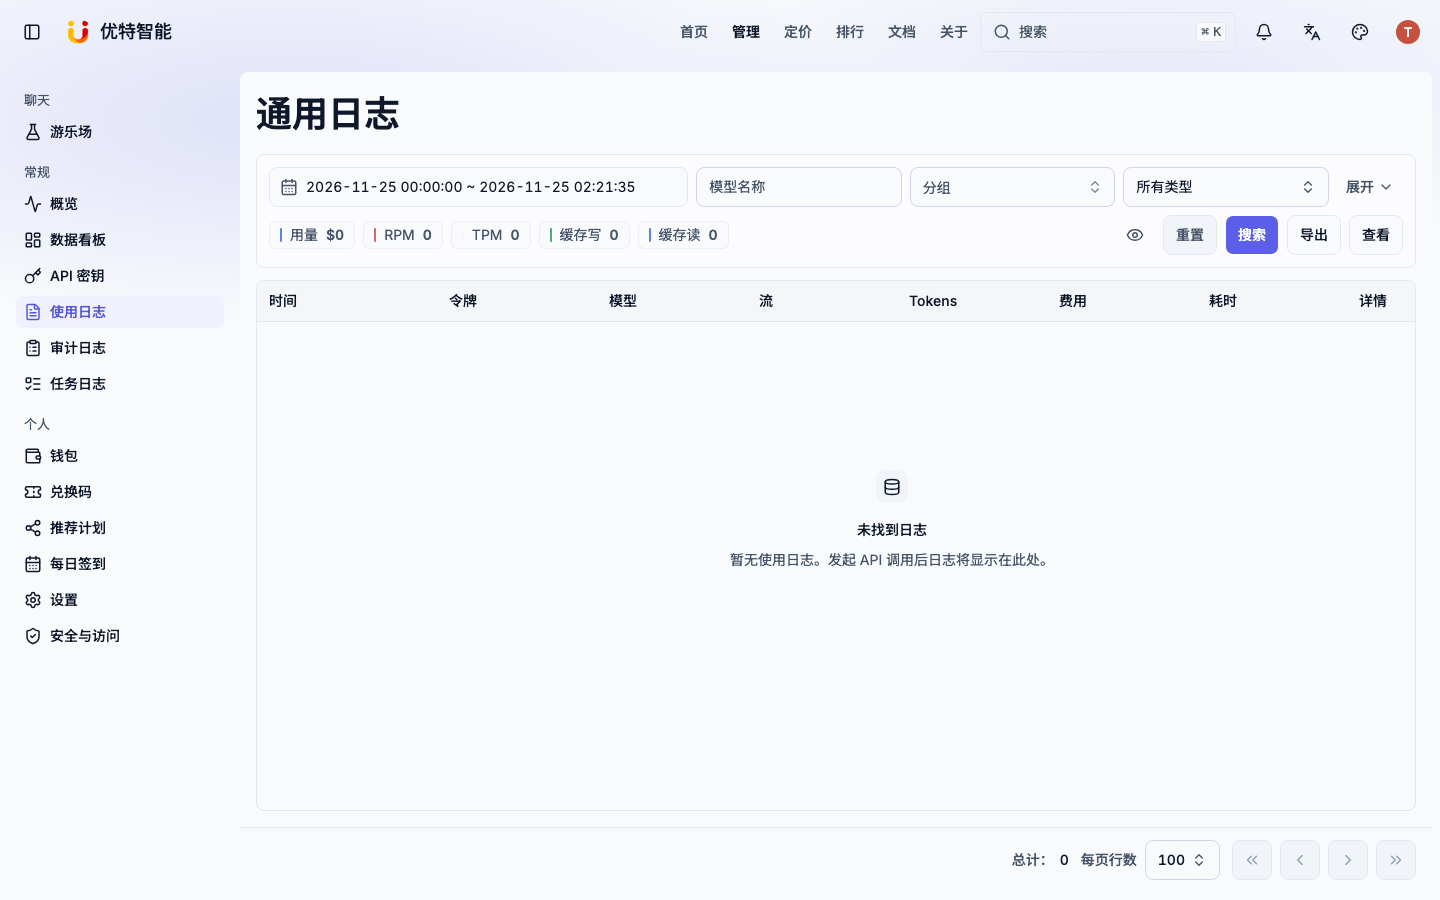 优特智能
首页 管理 定价 排行 文档 关于 搜索 ⌘ K T
聊天
游乐场
常规
概览
数据看板
API 密钥
使用日志
审计日志
任务日志
个人
钱包
兑换码
推荐计划
每日签到
设置
安全与访问
通用日志
2026-11-25 00:00:00 ~ 2026-11-25 02:21:35 模型名称 分组 所有类型 展开
用量 $0 RPM 0 TPM 0 缓存写 0 缓存读 0 重置 搜索 导出 查看
时间 令牌 模型 流 Tokens 费用 耗时 详情
未找到日志
暂无使用日志。发起 API 调用后日志将显示在此处。
总计： 0 每页行数 100